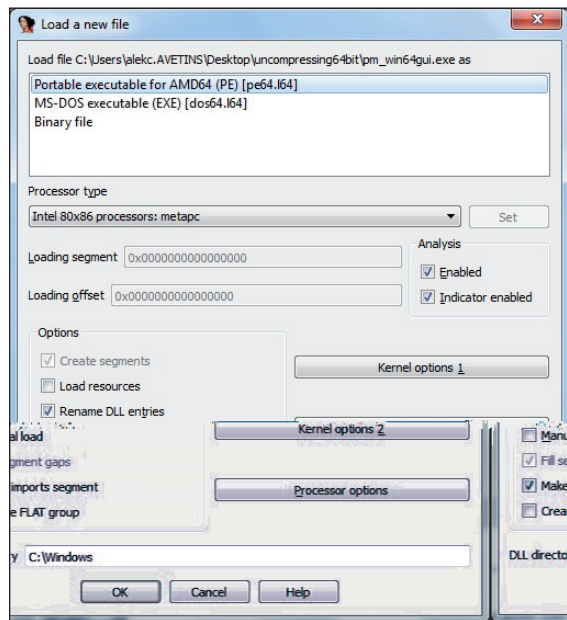 Load a new file
Load file C:\Users\alekc.AVETINS\Desktop\uncompressing64bit\pm_win64gui.exe as
Portable executable for AMD64 (PE) [pe64.l64]
MS-DOS executable (EXE) [dos64.l64]
Binary file
Processor type
Intel 80x86 processors: metapc
Set
Loading segment 0x0000000000000000
Analysis
Enabled
Loading offset 0x0000000000000000
Indicator enabled
Options
Create segments
Kernel options 1
Load resources
Rename DLL entries
al load Kernel options 2 Manu
gment gaps Fill se
imports segment Processor options Make
e FLAT group Crea
y C:\Windows DLL directo
OK Cancel Help